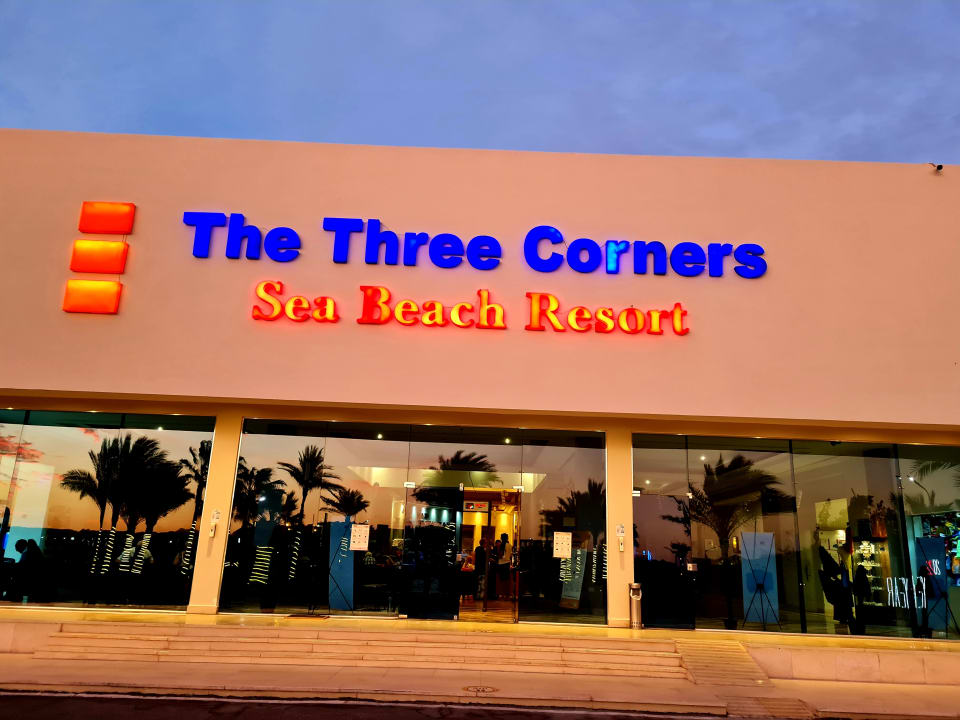 The Three Corners
Sea Beach Resort